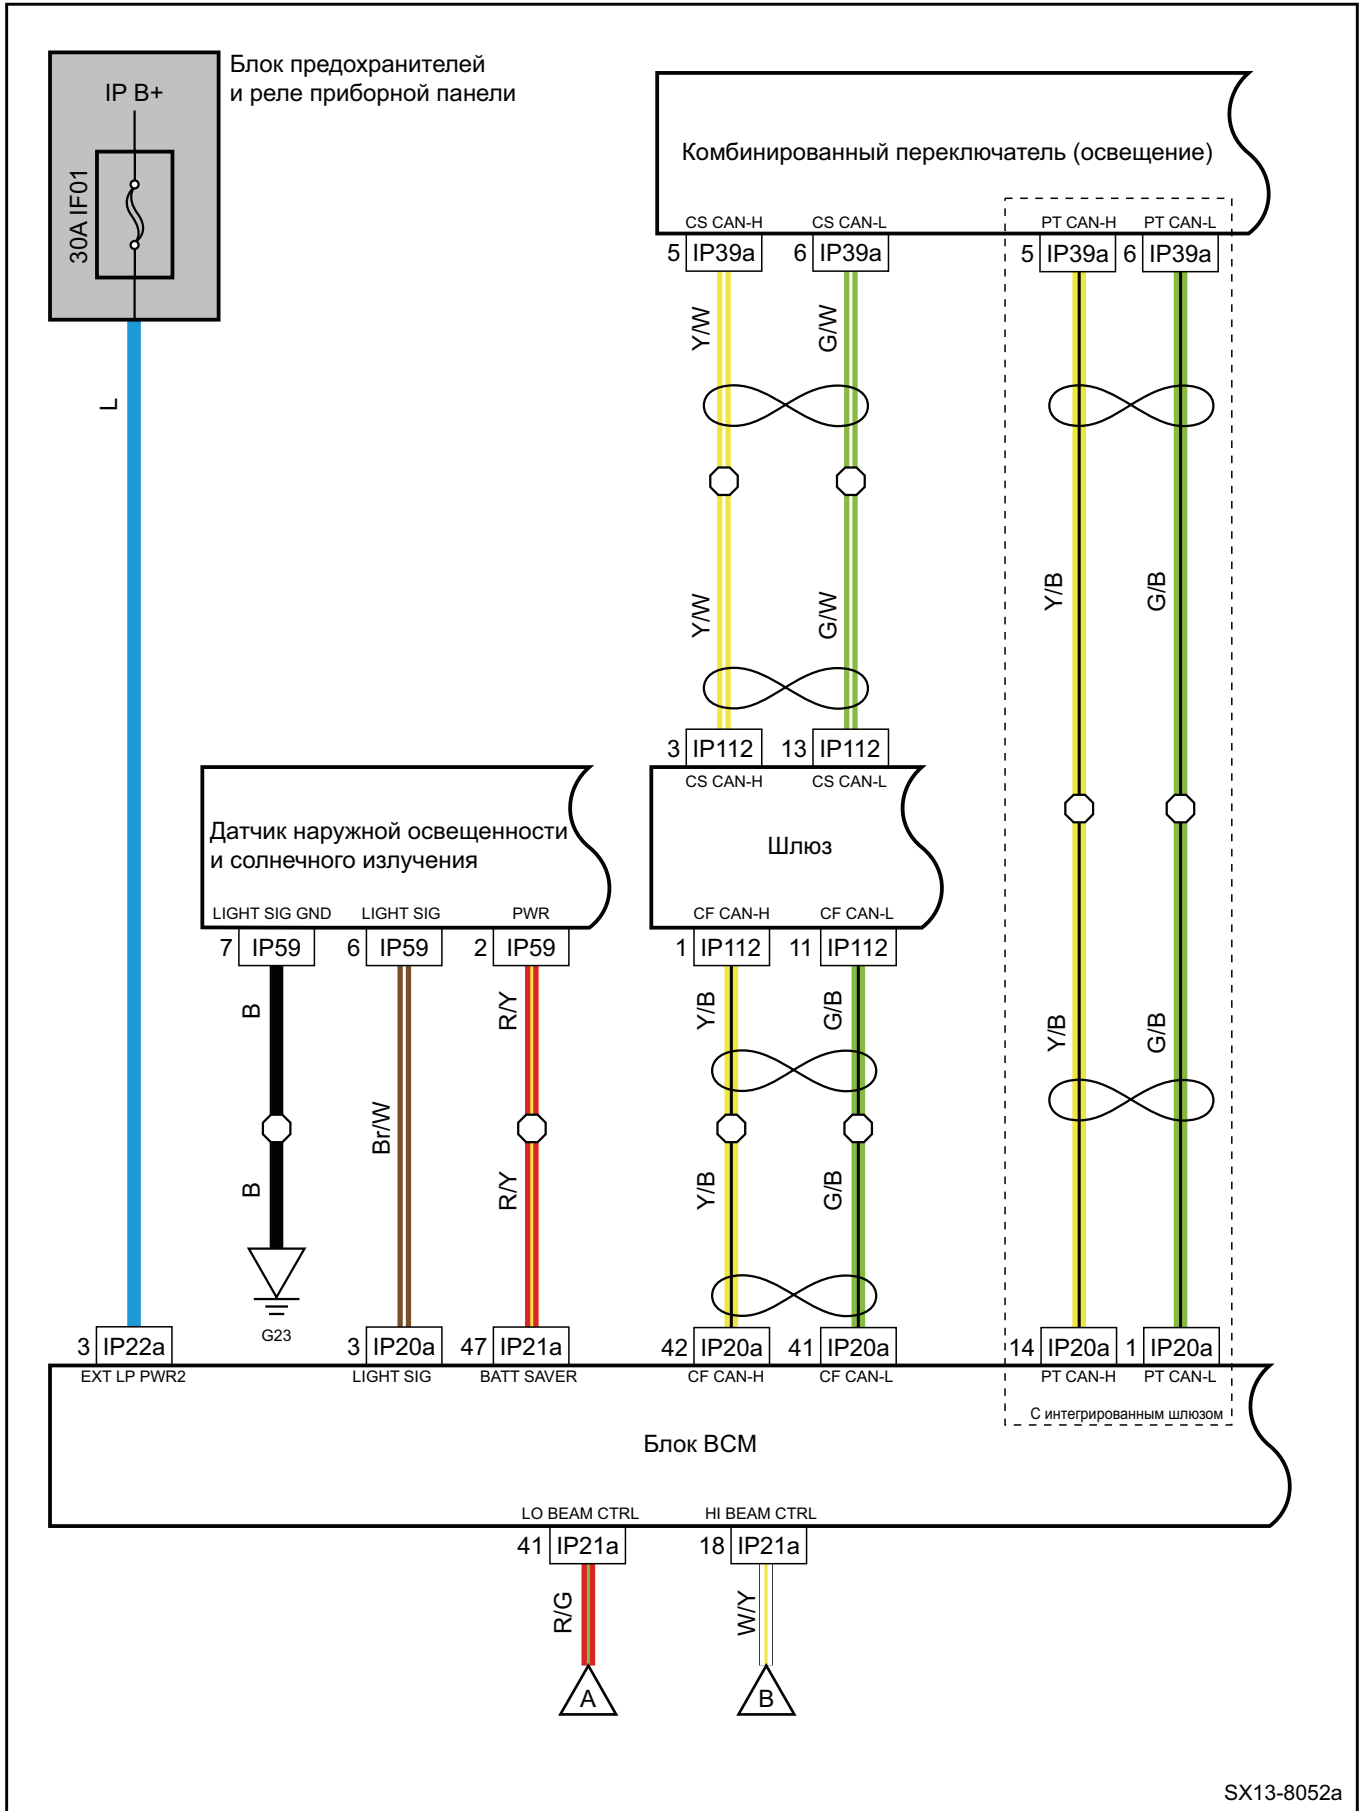 Блок предохранителей
и реле приборной панели
IP B+
30A IF01
L
Комбинированный переключатель (освещение)
CS CAN-H CS CAN-L PT CAN-H PT CAN-L
5 IP39a 6 IP39a 5 IP39a 6 IP39a
Y/W G/W
Y/W G/W Y/B G/B
3 IP112 13 IP112
CS CAN-H CS CAN-L
Датчик наружной освещенности
и солнечного излучения
Шлюз
LIGHT SIG GND LIGHT SIG PWR CF CAN-H CF CAN-L
7 IP59 6 IP59 2 IP59 1 IP112 11 IP112
B R/Y Y/B G/B Y/B G/B
Br/W
B R/Y Y/B G/B
G23
3 IP22a 3 IP20a 47 IP21a 42 IP20a 41 IP20a 14 IP20a 1 IP20a
EXT LP PWR2 LIGHT SIG BATT SAVER CF CAN-H CF CAN-L PT CAN-H PT CAN-L
С интегрированным шлюзом
Блок BCM
LO BEAM CTRL HI BEAM CTRL
41 IP21a 18 IP21a
R/G W/Y
A B
SX13-8052a